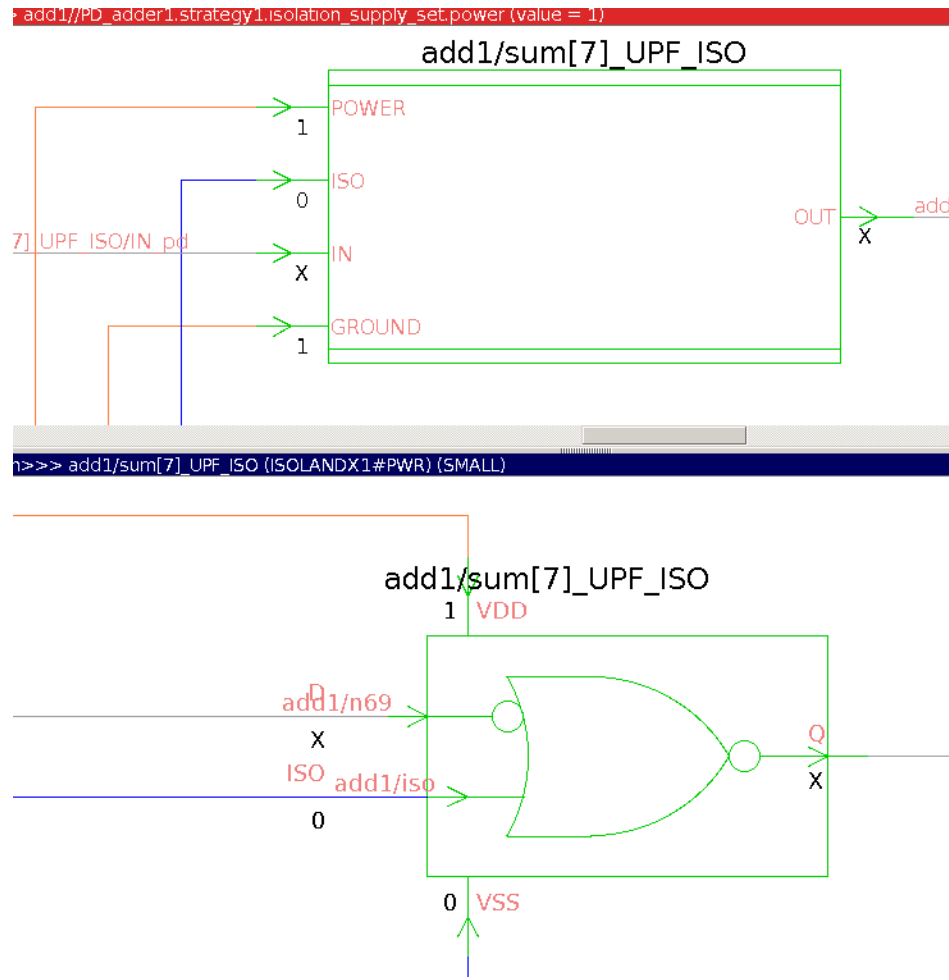 > add1//PD_adder1.strategy1.isolation_supply_set.power (value = 1)
add1/sum[7]_UPF_ISO
POWER
1
ISO
0
OUT
add
X
7]_UPF_ISO/IN_pd
IN
X
GROUND
1
>>> add1/sum[7]_UPF_ISO (ISOLANDX1#PWR) (SMALL)
add1/sum[7]_UPF_ISO
1 VDD
D
add1/n69
X
Q
X
ISO add1/iso
0
0 VSS